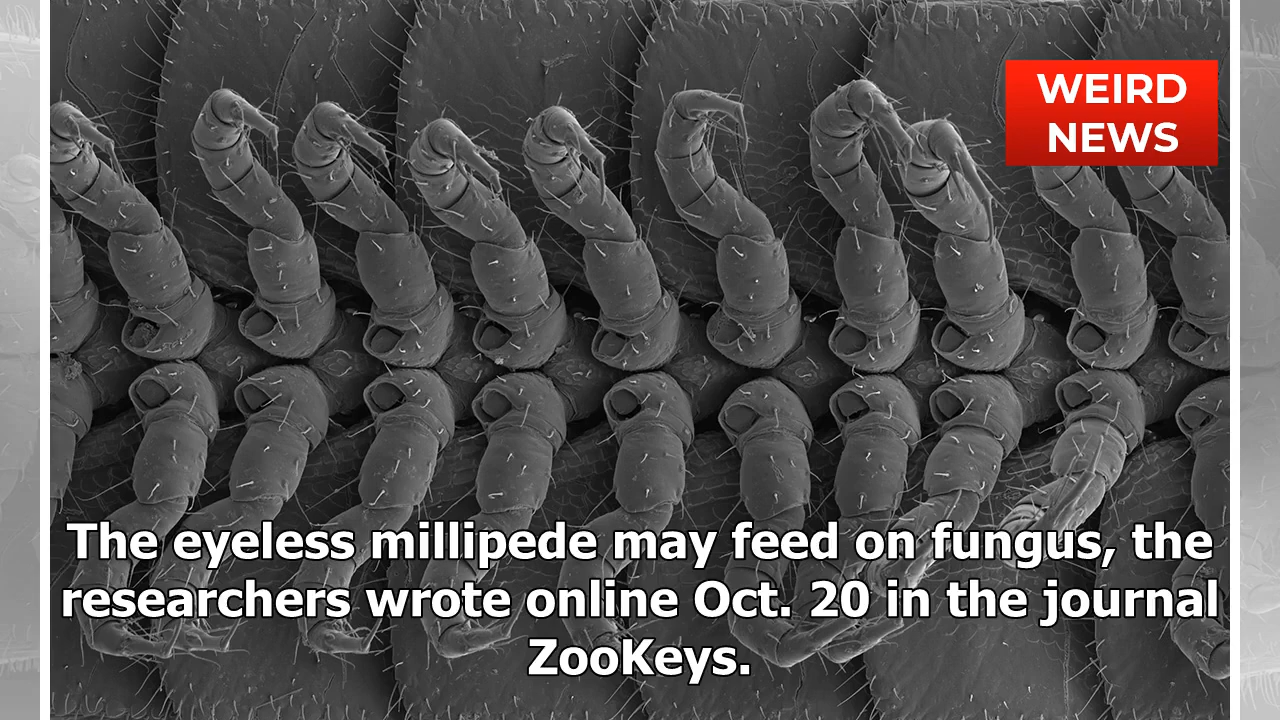 WEIRD
NEWS
The eyeless millipede may feed on fungus, the
researchers wrote online Oct. 20 in the journal
ZooKeys.